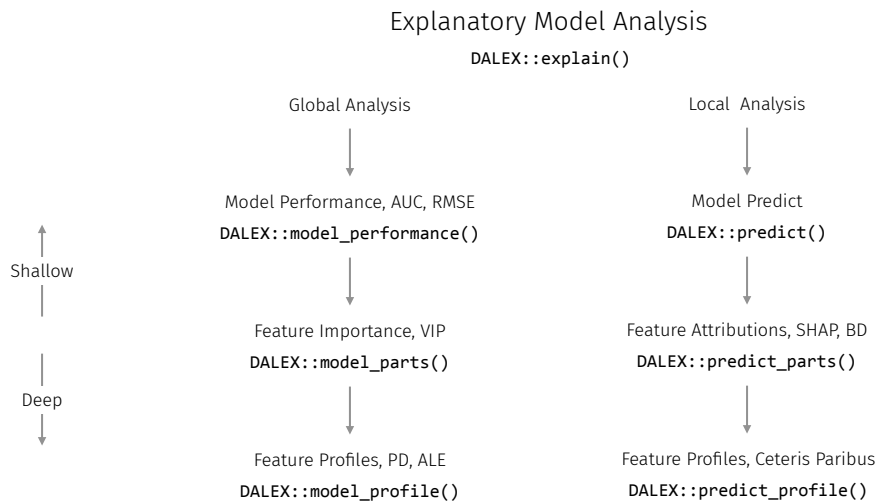 Explanatory Model Analysis
DALEX::explain()
Global Analysis
Local Analysis
Model Performance, AUC, RMSE
DALEX::model_performance()
Model Predict
DALEX::predict()
Shallow
Feature Importance, VIP
DALEX::model_parts()
Feature Attributions, SHAP, BD
DALEX::predict_parts()
Deep
Feature Profiles, PD, ALE
DALEX::model_profile()
Feature Profiles, Ceteris Paribus
DALEX::predict_profile()